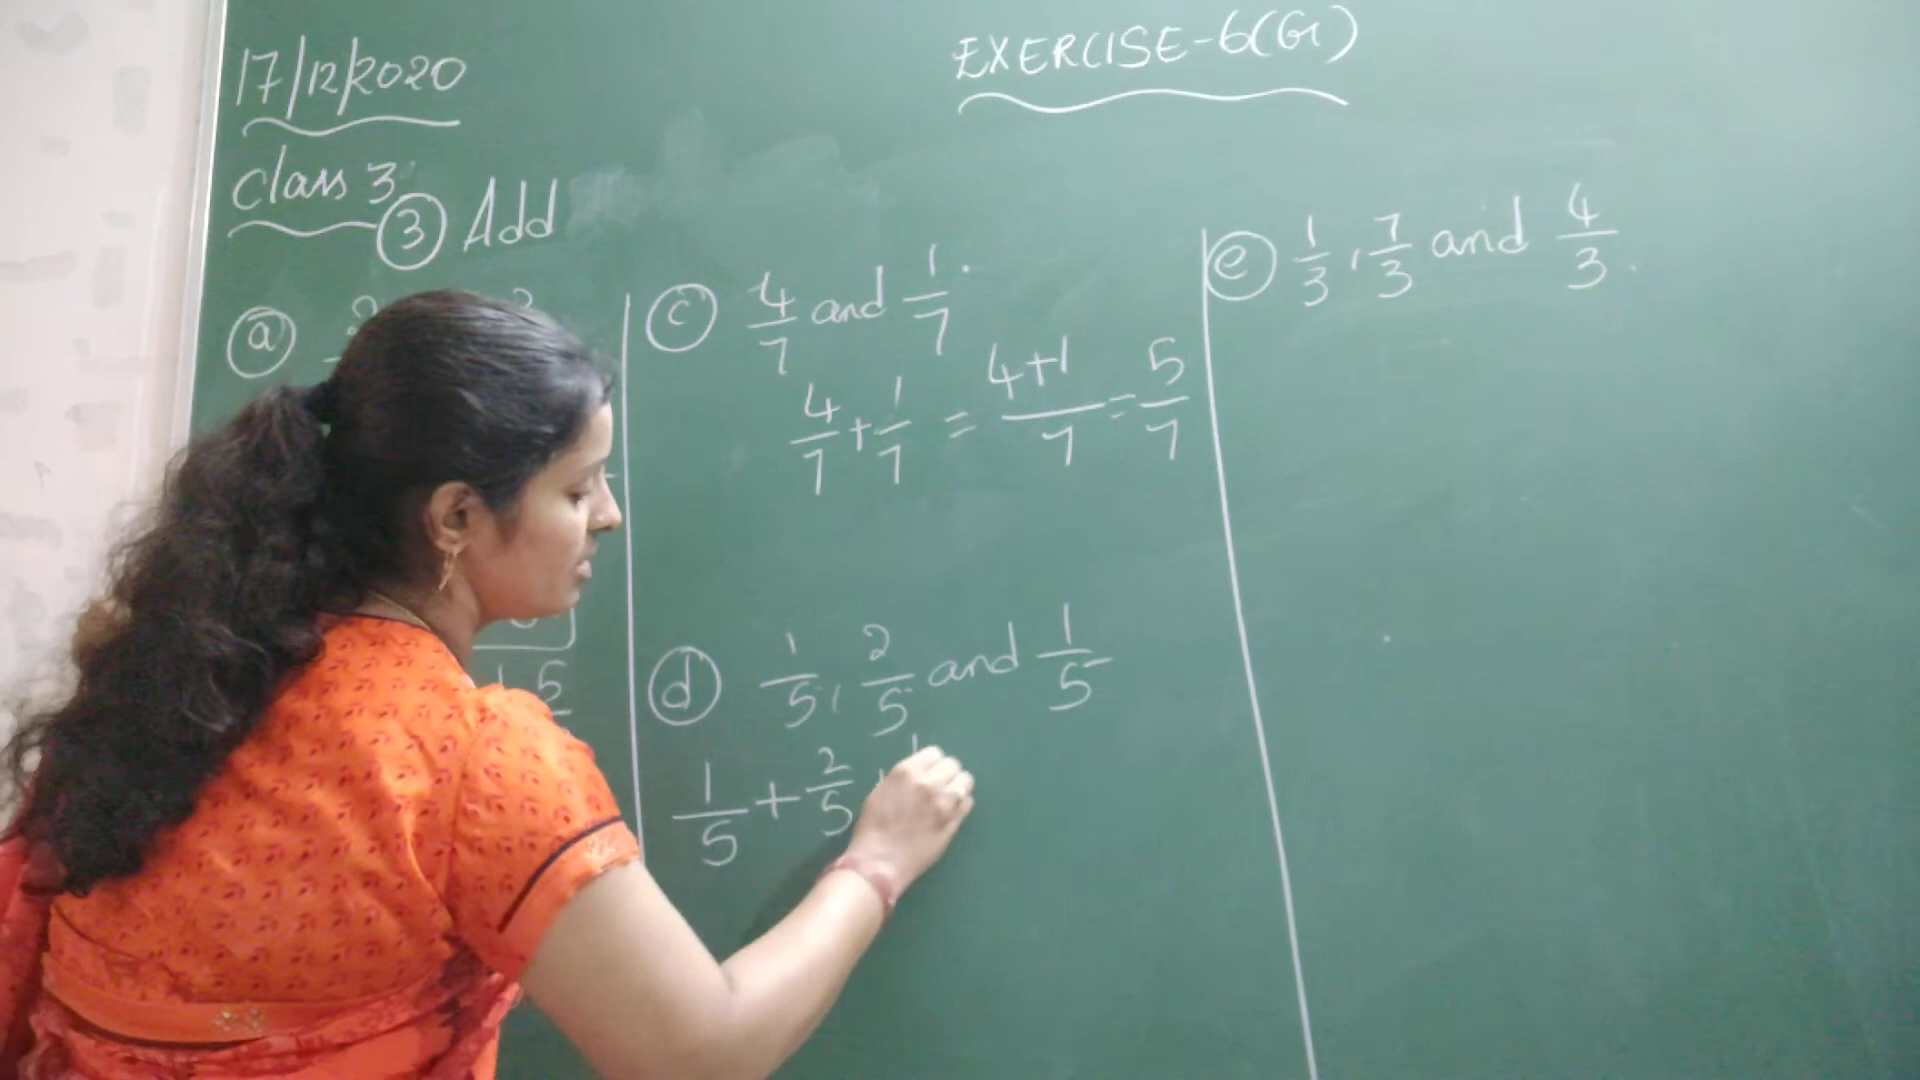 17/12/2020
EXERCISE-6(G)
Class 3
③ Add
ⓐ
ⓒ 4/7 and 1/7.
4/7 + 1/7 = 4+1/7 = 5/7
ⓓ 1/5, 2/5 and 1/5
1/5 + 2/5 +
ⓔ 1/3, 7/3 and 4/3.